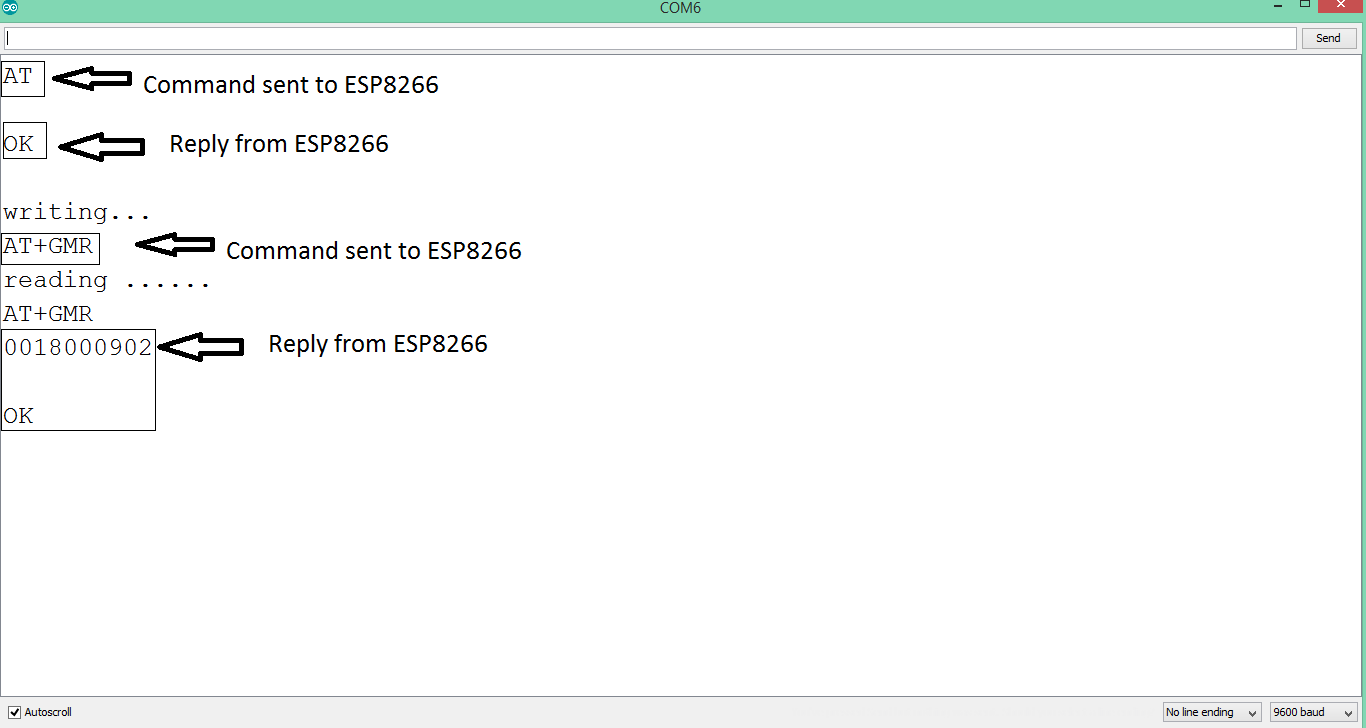 COM6
Send
AT
Command sent to ESP8266
OK
Reply from ESP8266
writing...
AT+GMR
Command sent to ESP8266
reading ......
AT+GMR
0018000902
Reply from ESP8266
OK
Autoscroll
No line ending
9600 baud